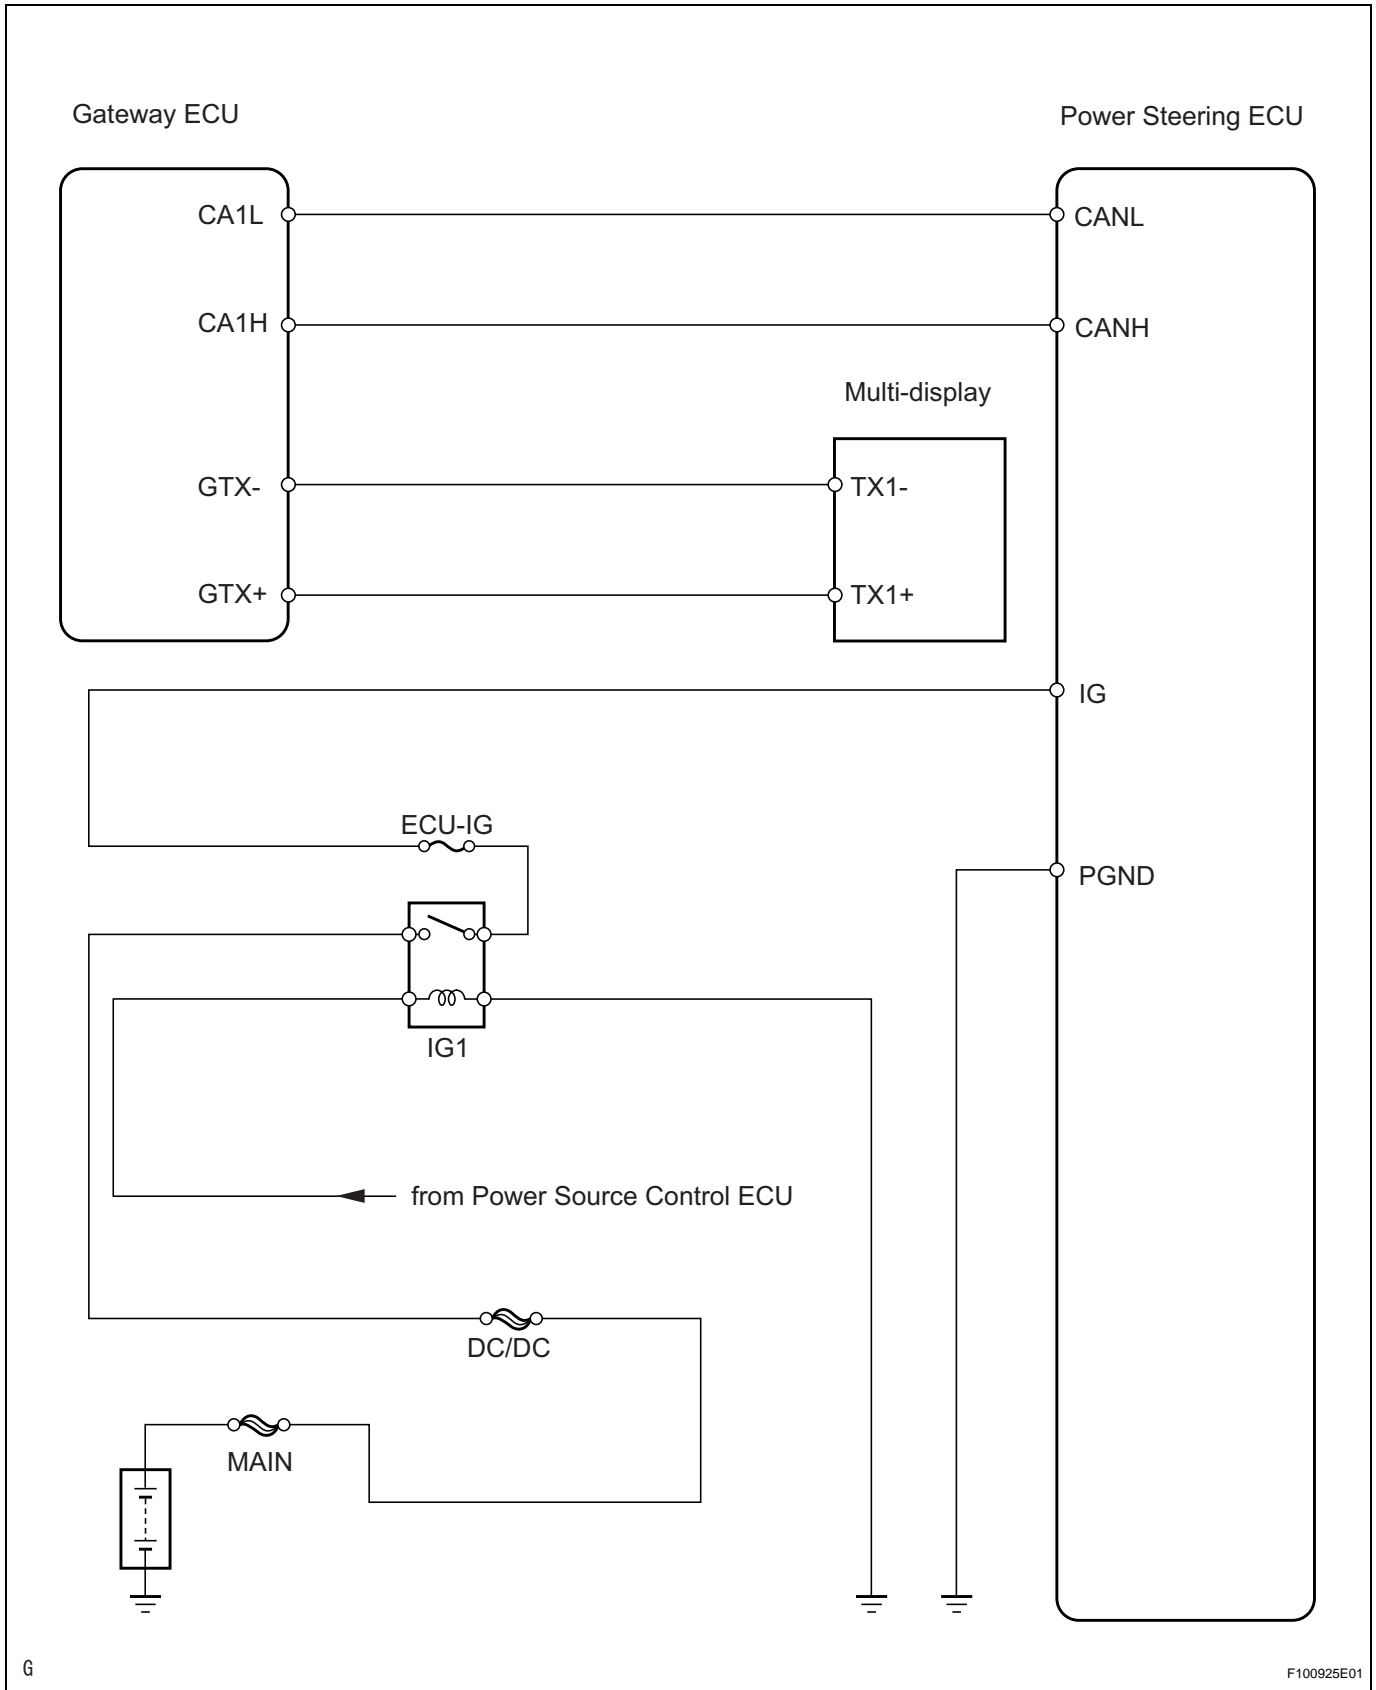 Gateway ECU
Power Steering ECU
CA1L
CANL
CA1H
CANH
Multi-display
GTX-
TX1-
GTX+
TX1+
IG
ECU-IG
PGND
IG1
from Power Source Control ECU
DC/DC
MAIN
G
F100925E01